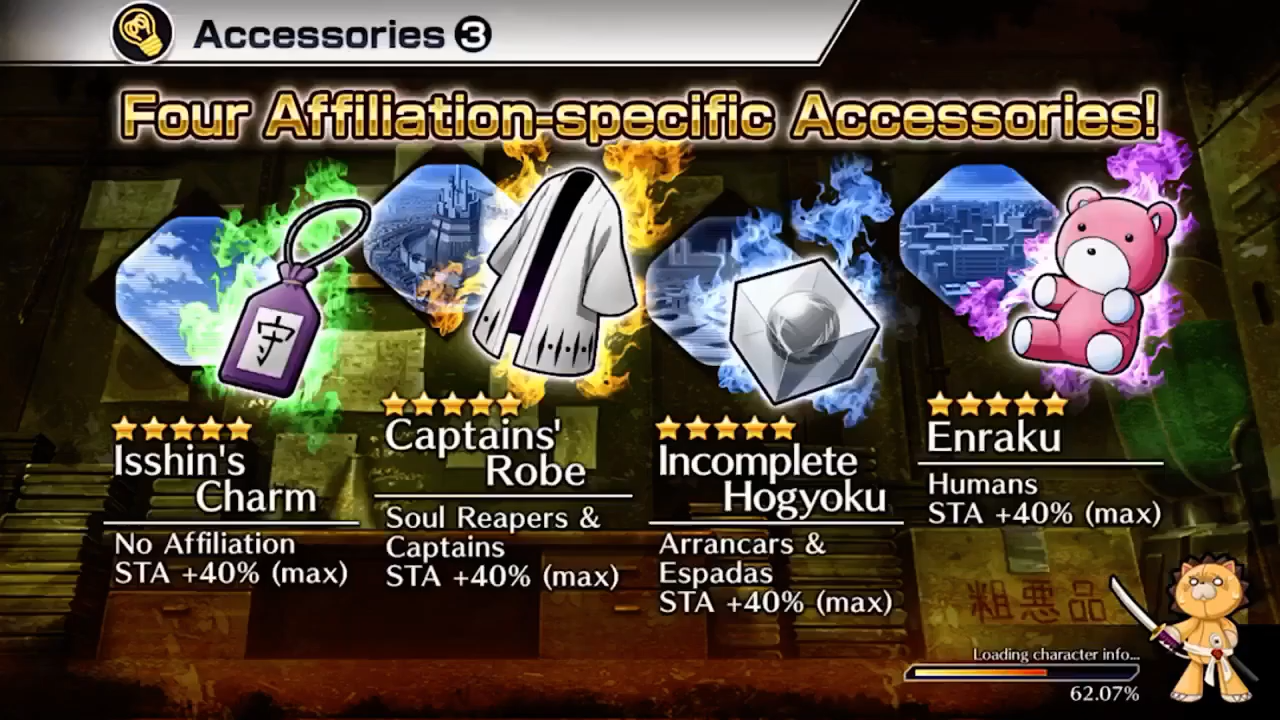 Accessories ③
Four Affiliation-specific Accessories!
守
★★★★★
Isshin's
Charm
No Affiliation
STA +40% (max)
★★★★★
Captains'
Robe
Soul Reapers &
Captains
STA +40% (max)
★★★★★
Incomplete
Hogyoku
Arrancars &
Espadas
STA +40% (max)
★★★★★
Enraku
Humans
STA +40% (max)
粗悪品
Loading character info...
62.07%